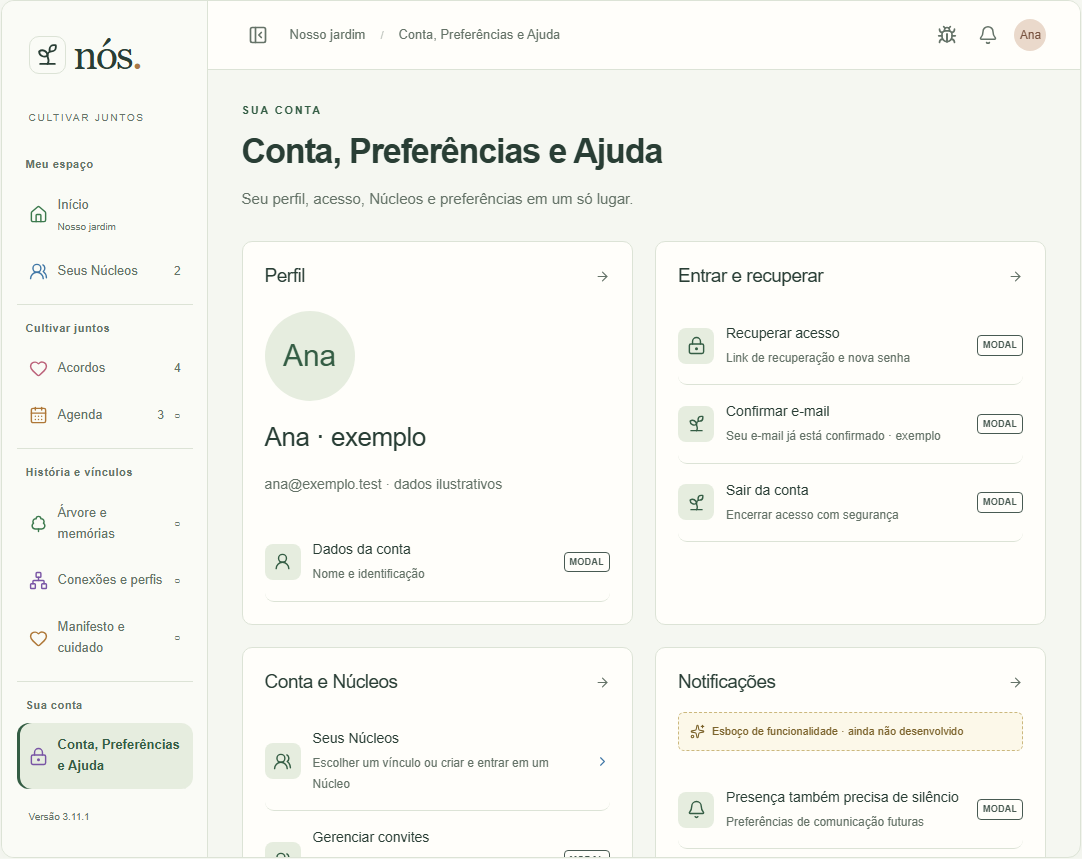 nós.
CULTIVAR JUNTOS
Meu espaço
Início
Nosso jardim
Seus Núcleos 2
Cultivar juntos
Acordos 4
Agenda 3
História e vínculos
Árvore e
memórias
Conexões e perfis
Manifesto e
cuidado
Sua conta
Conta, Preferências
e Ajuda
Versão 3.11.1
Nosso jardim / Conta, Preferências e Ajuda
Ana
SUA CONTA
Conta, Preferências e Ajuda
Seu perfil, acesso, Núcleos e preferências em um só lugar.
Perfil
Ana
Ana · exemplo
ana@exemplo.test · dados ilustrativos
Dados da conta
Nome e identificação
MODAL
Entrar e recuperar
Recuperar acesso
Link de recuperação e nova senha
MODAL
Confirmar e-mail
Seu e-mail já está confirmado · exemplo
MODAL
Sair da conta
Encerrar acesso com segurança
MODAL
Conta e Núcleos
Seus Núcleos
Escolher um vínculo ou criar e entrar em um
Núcleo
Gerenciar convites
Notificações
Esboço de funcionalidade · ainda não desenvolvido
Presença também precisa de silêncio
Preferências de comunicação futuras
MODAL